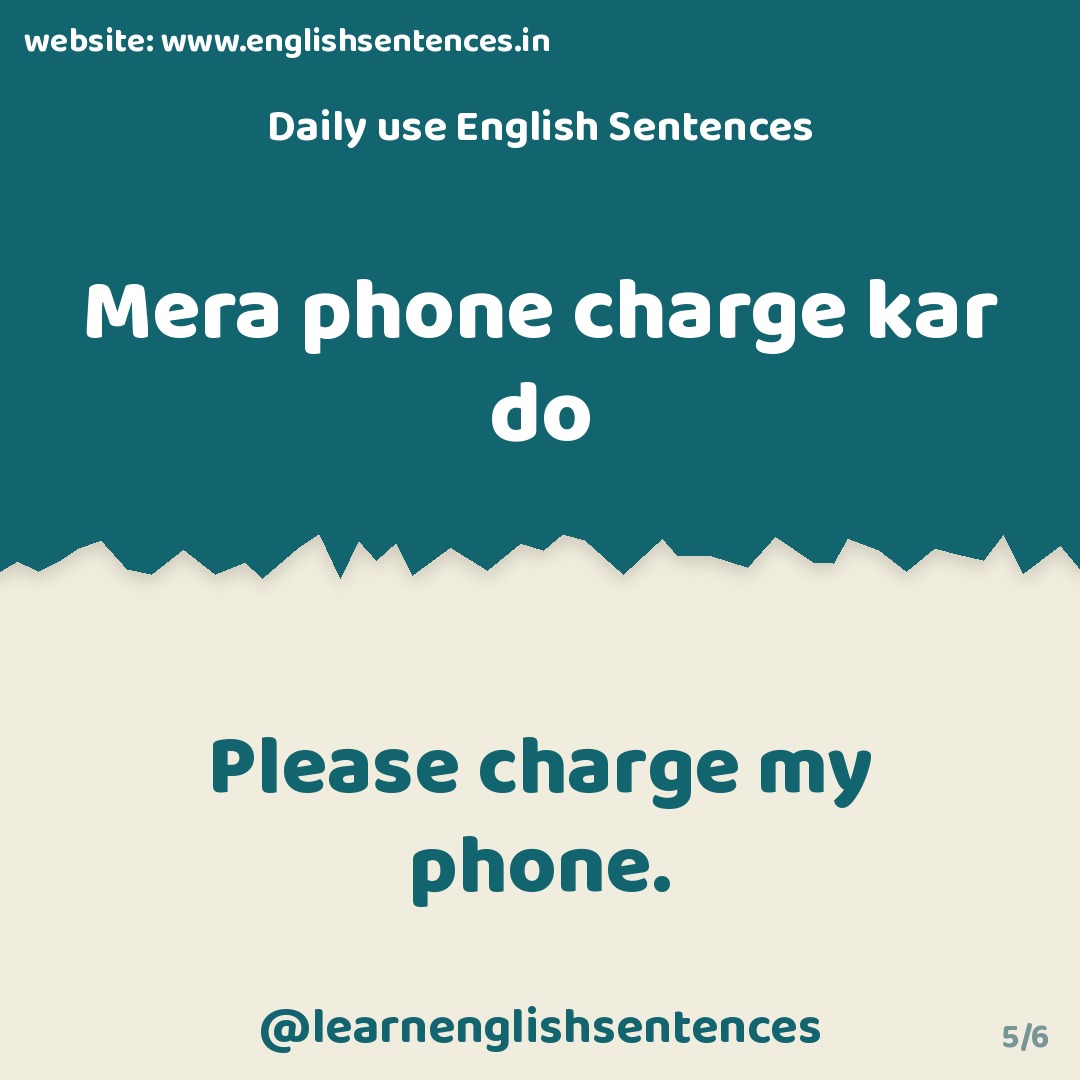 website: www.englishsentences.in
Daily use English Sentences
Mera phone charge kar
do
Please charge my
phone.
@learnenglishsentences
5/6